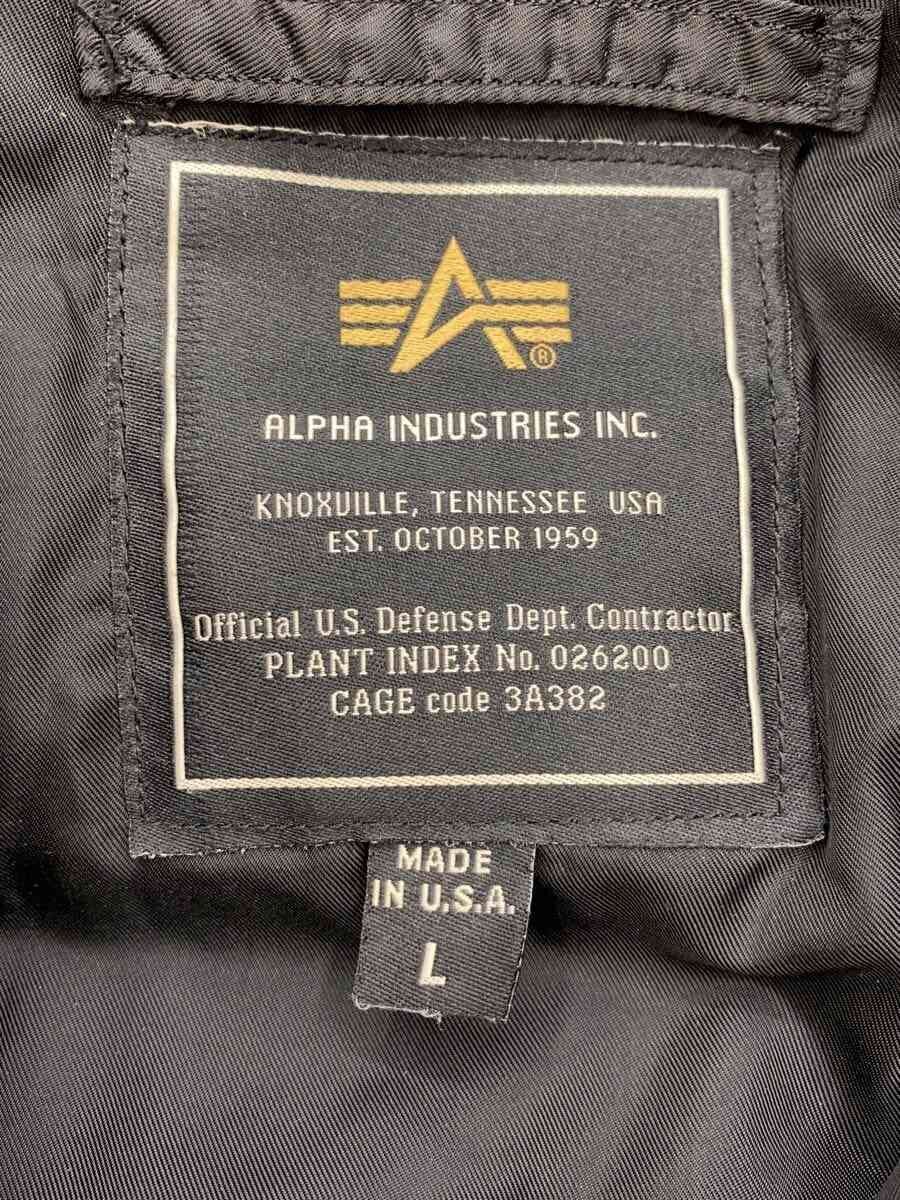 ®
ALPHA INDUSTRIES INC.
KNOXVILLE, TENNESSEE USA
EST. OCTOBER 1959
Official U.S. Defense Dept. Contractor
PLANT INDEX No. 026200
CAGE code 3A382
MADE
IN U.S.A.
L